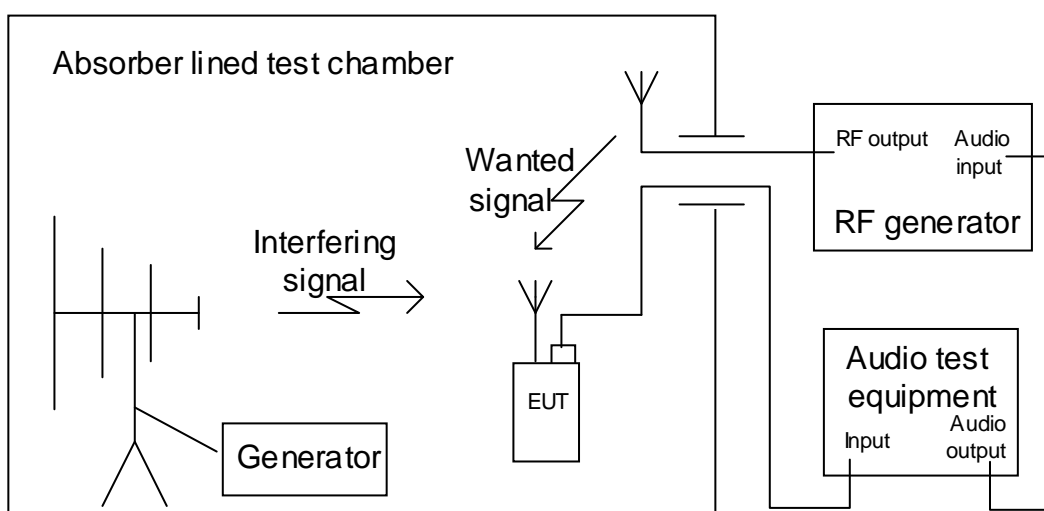 Absorber lined test chamber
Wanted
signal
Interfering
signal
EUT
Generator
RF output
Audio
input
RF generator
Audio test
equipment
Input
Audio
output